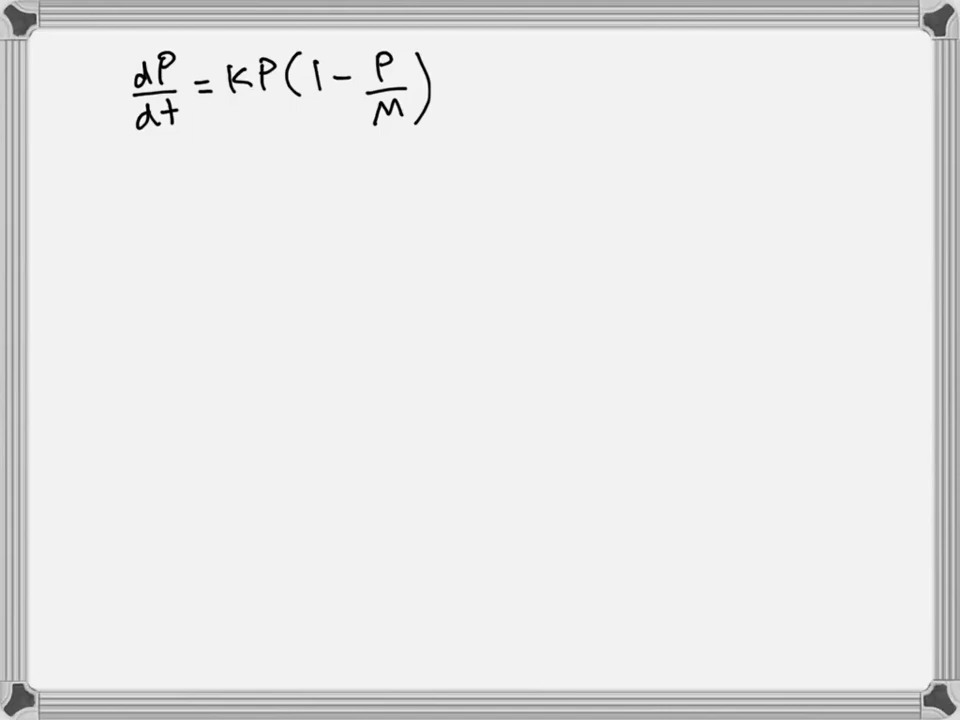 dP/dt = KP(1 - P/M)